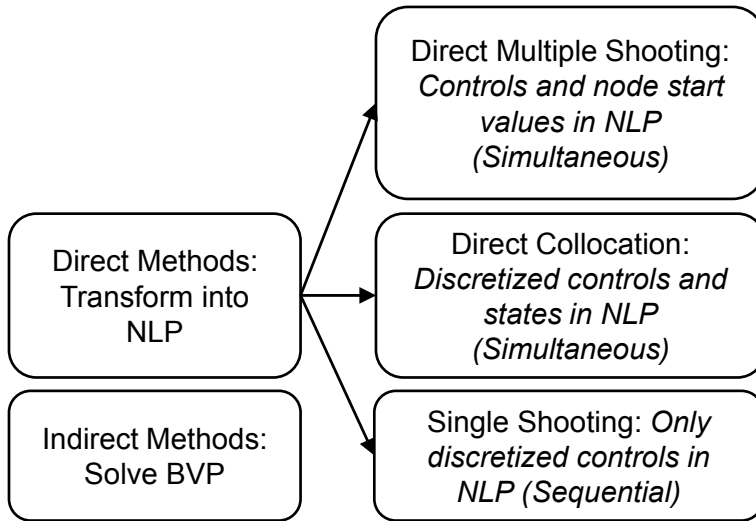 Direct Multiple Shooting:
Controls and node start
values in NLP
(Simultaneous)
Direct Methods:
Transform into
NLP
Direct Collocation:
Discretized controls and
states in NLP
(Simultaneous)
Indirect Methods:
Solve BVP
Single Shooting: Only
discretized controls in
NLP (Sequential)